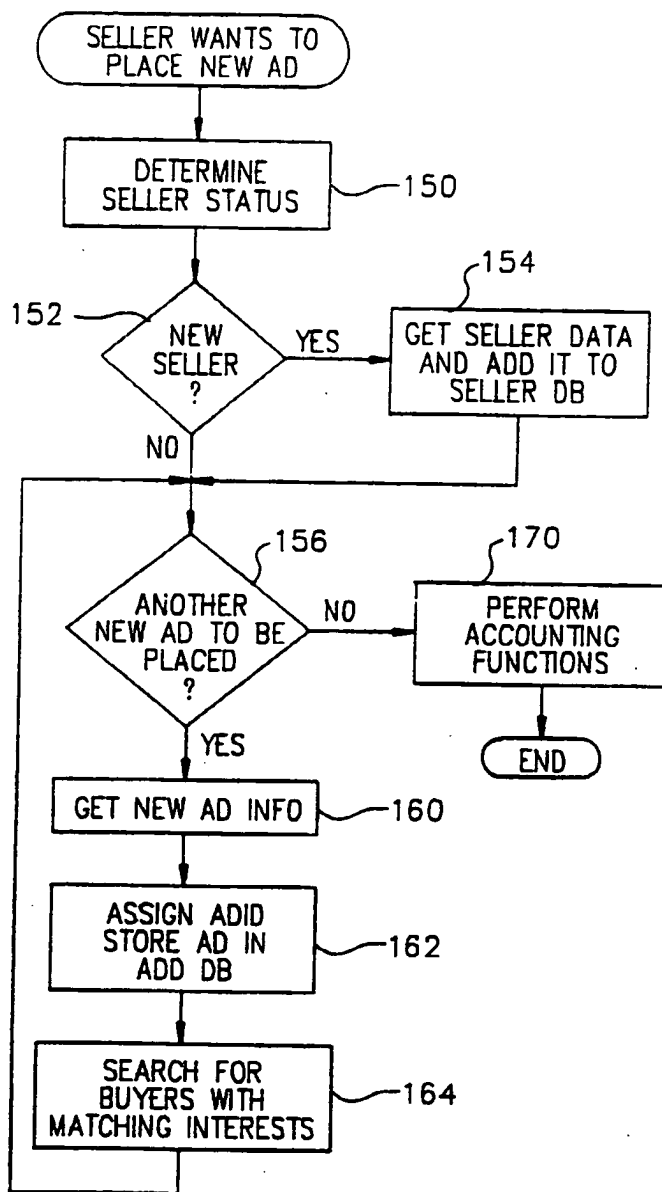 SELLER WANTS TO
PLACE NEW AD
DETERMINE
SELLER STATUS
150
152
NEW
SELLER
?
YES
154
GET SELLER DATA
AND ADD IT TO
SELLER DB
NO
156
ANOTHER
NEW AD TO BE
PLACED
?
NO
170
PERFORM
ACCOUNTING
FUNCTIONS
END
YES
GET NEW AD INFO
160
ASSIGN ADID
STORE AD IN
ADD DB
162
SEARCH FOR
BUYERS WITH
MATCHING INTERESTS
164